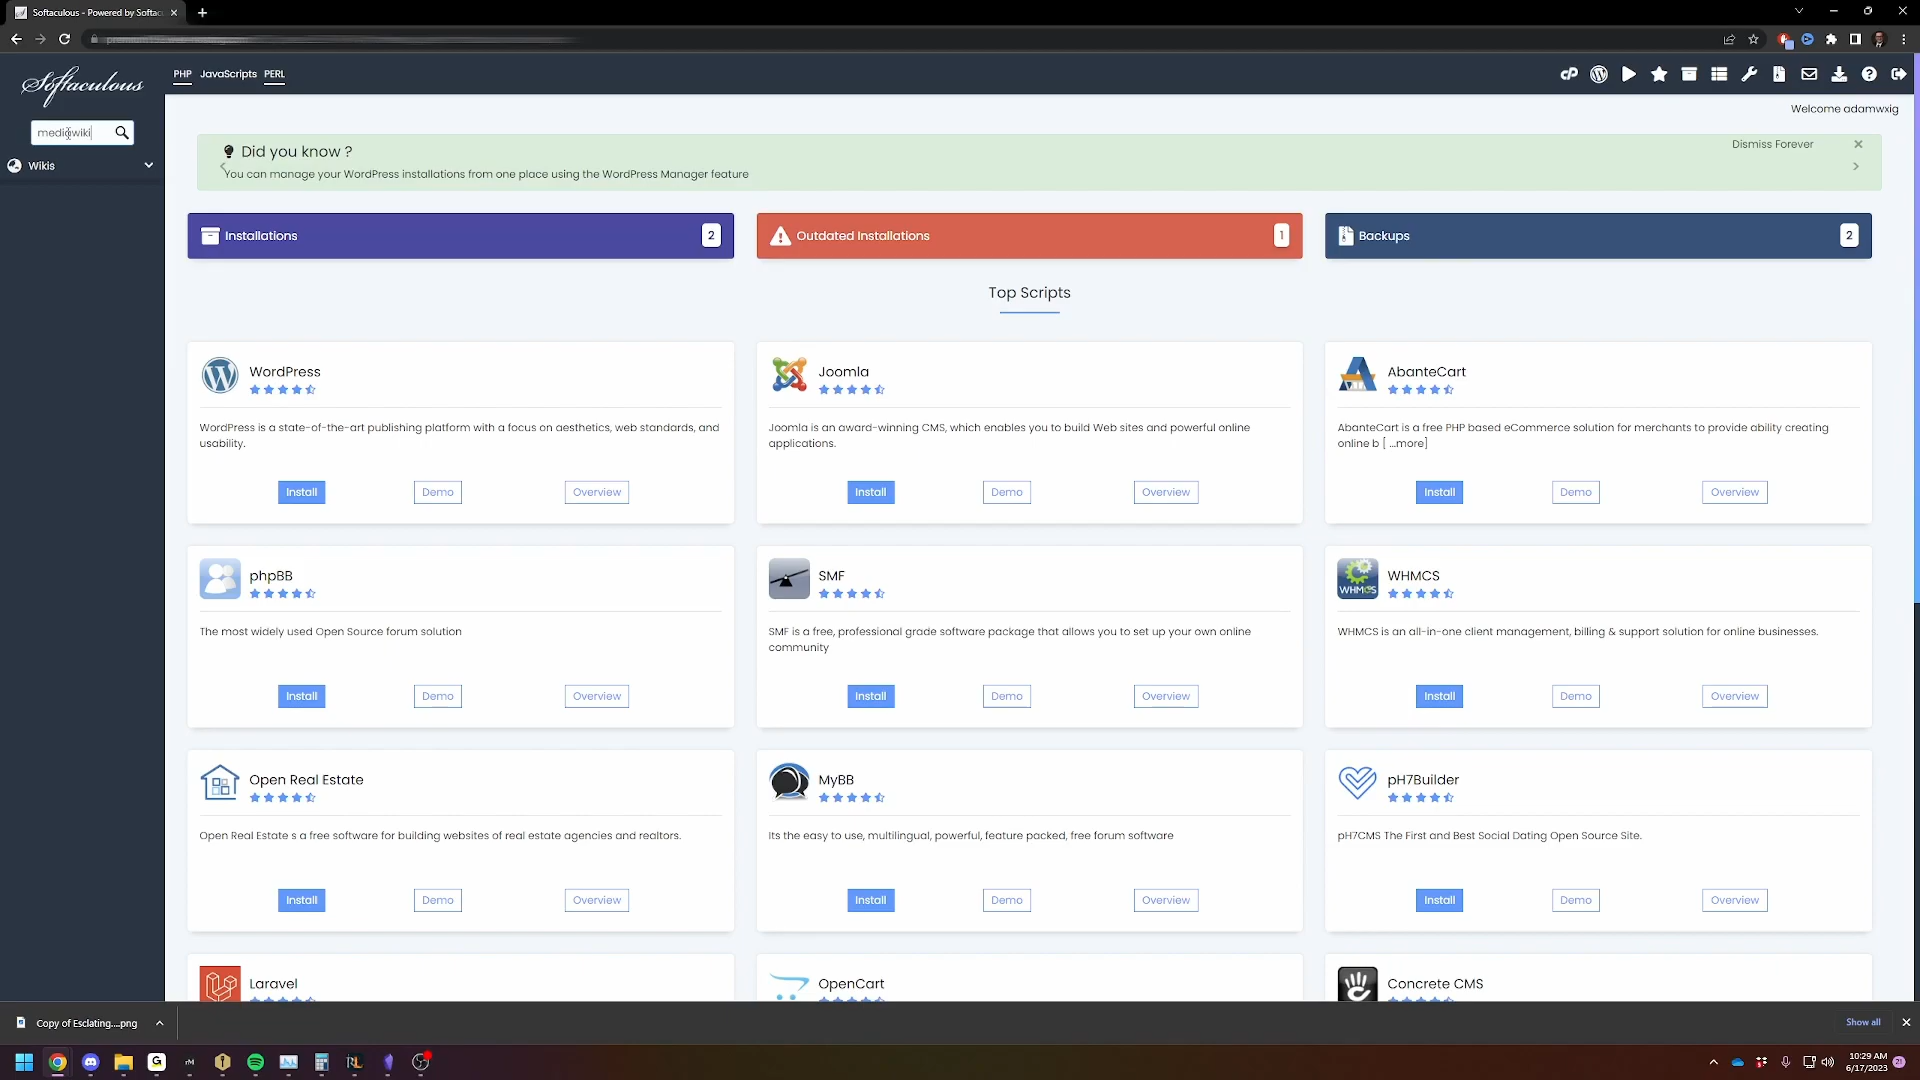 Softaculous - Powered by Softac
Softaculous
PHP JavaScripts PERL
Welcome adamwxig
mediawiki
Wikis
Did you know ?
Dismiss Forever
You can manage your WordPress installations from one place using the WordPress Manager feature
Installations 2
Outdated Installations 1
Backups 2
Top Scripts
WordPress
WordPress is a state-of-the-art publishing platform with a focus on aesthetics, web standards, and
usability.
Install Demo Overview
Joomla
Joomla is an award-winning CMS, which enables you to build Web sites and powerful online
applications.
Install Demo Overview
AbanteCart
AbanteCart is a free PHP based eCommerce solution for merchants to provide ability creating
online b [ ...more]
Install Demo Overview
phpBB
The most widely used Open Source forum solution
Install Demo Overview
SMF
SMF is a free, professional grade software package that allows you to set up your own online
community
Install Demo Overview
WHMCS
WHMCS
WHMCS is an all-in-one client management, billing & support solution for online businesses.
Install Demo Overview
Open Real Estate
Open Real Estate s a free software for building websites of real estate agencies and realtors.
Install Demo Overview
MyBB
Its the easy to use, multilingual, powerful, feature packed, free forum software
Install Demo Overview
pH7Builder
pH7CMS The First and Best Social Dating Open Source Site.
Install Demo Overview
Laravel
OpenCart
Concrete CMS
Copy of Esclating....png
Show all
10:29 AM
6/17/2023
21